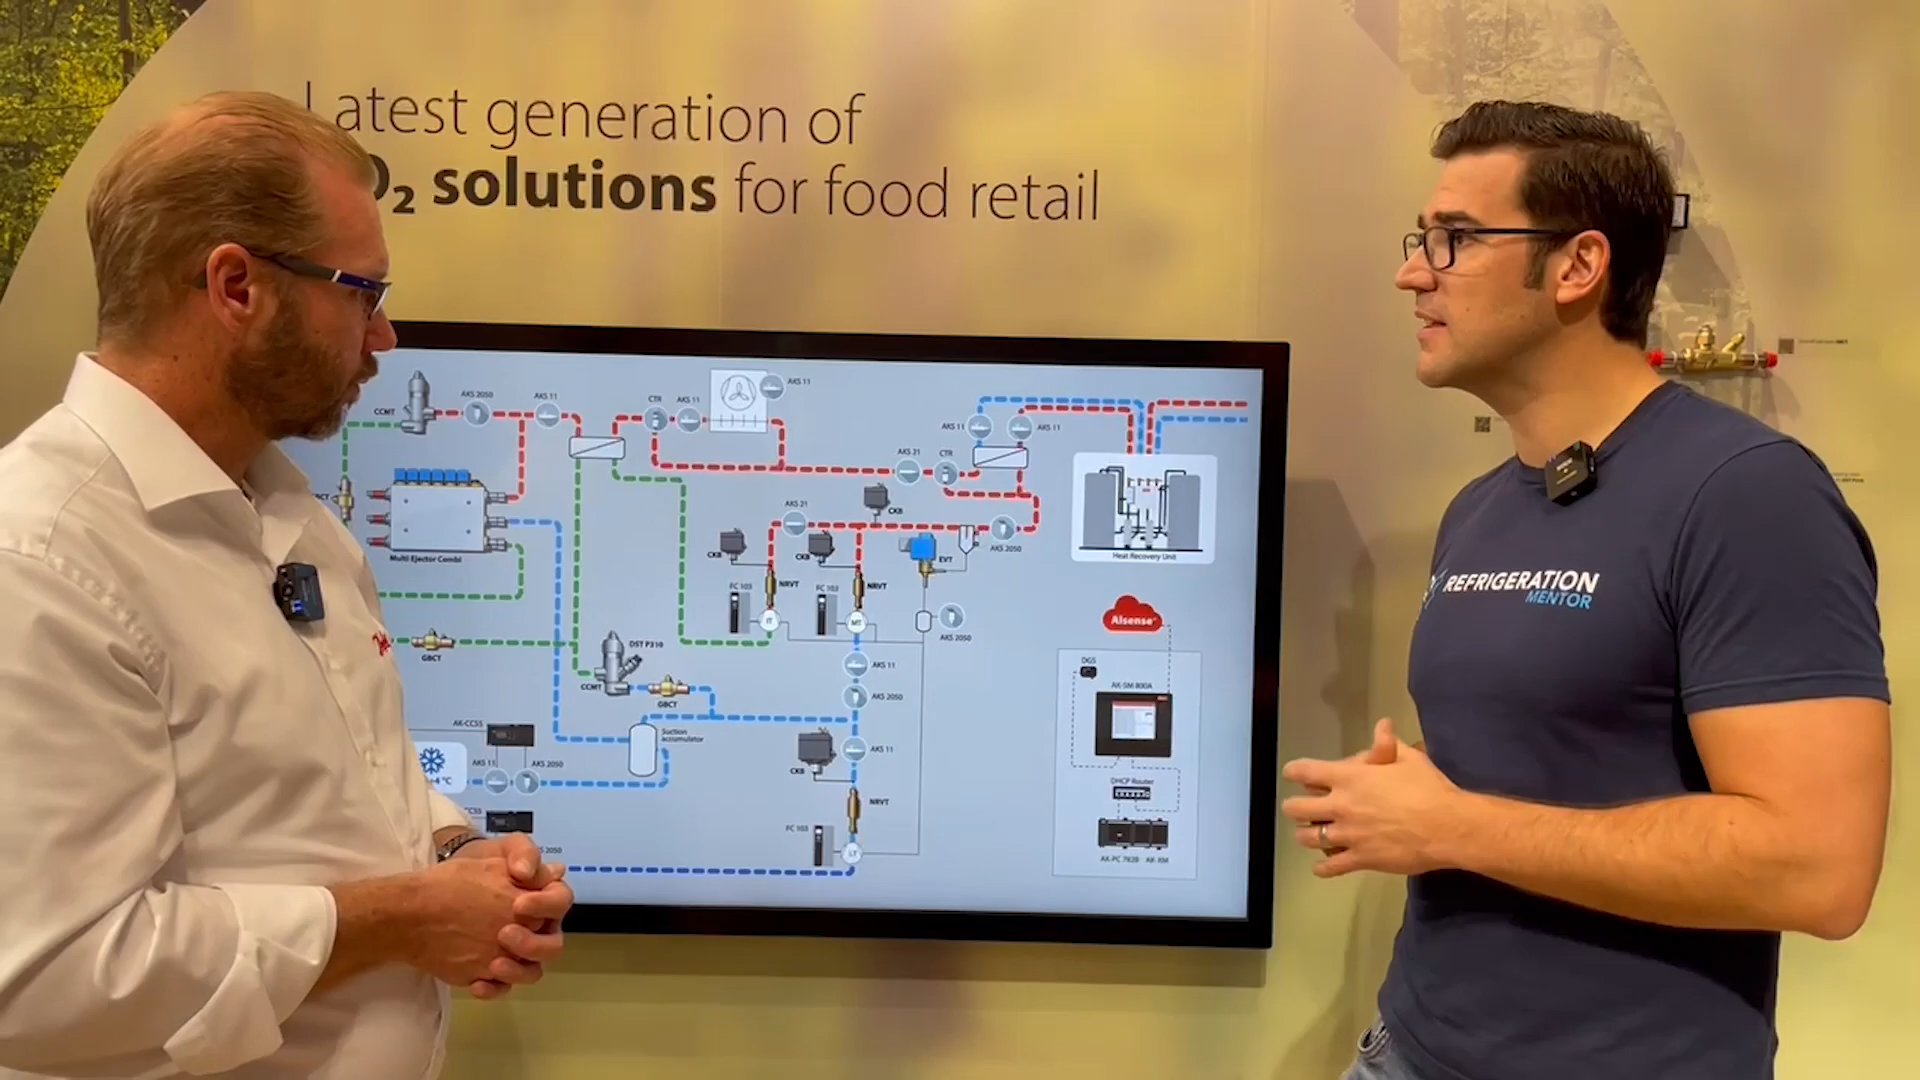 Latest generation of
O₂ solutions for food retail
AKS 11
CCMT
AKS 2050
AKS 11
CTR
AKS 11
AKS 11
AKS 11
AKS 21
CTR
Multi Ejector Combi
AKS 21
CKB
CKB
CKB
EVT
AKS 2050
Heat Recovery Unit
FC 103
NRVT
FC 103
NRVT
IT
MT
AKS 2050
Alsense
REFRIGERATION
MENTOR
GBCT
DST P310
CCMT
GBCT
AKS 11
AKS 2050
DGS
AK-SM 800A
AK-CC55
Suction
accumulator
AKS 11
AKS 2050
CKB
AKS 11
DHCP Router
NRVT
FC 103
LT
AK-PC 782B
AK-XM